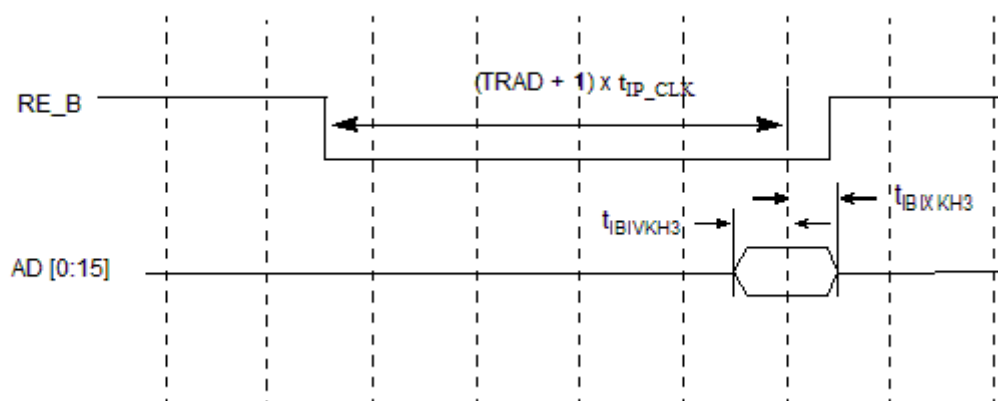 (TRAD + 1) x tIP_CLK
RE_B
tIBIXKH3
tIBIVKH3
AD [0:15]